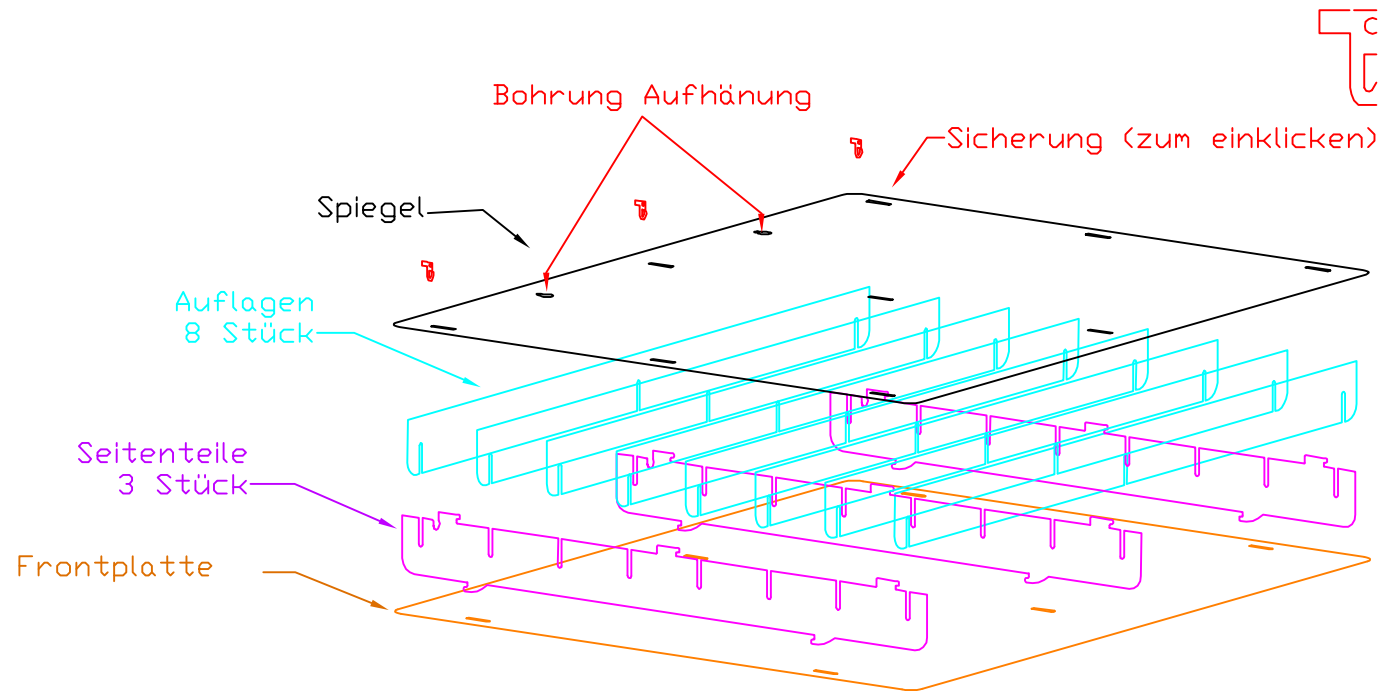 Bohrung Aufhänung
Sicherung (zum einklicken)
Spiegel
Auflagen
8 Stück
Seitenteile
3 Stück
Frontplatte